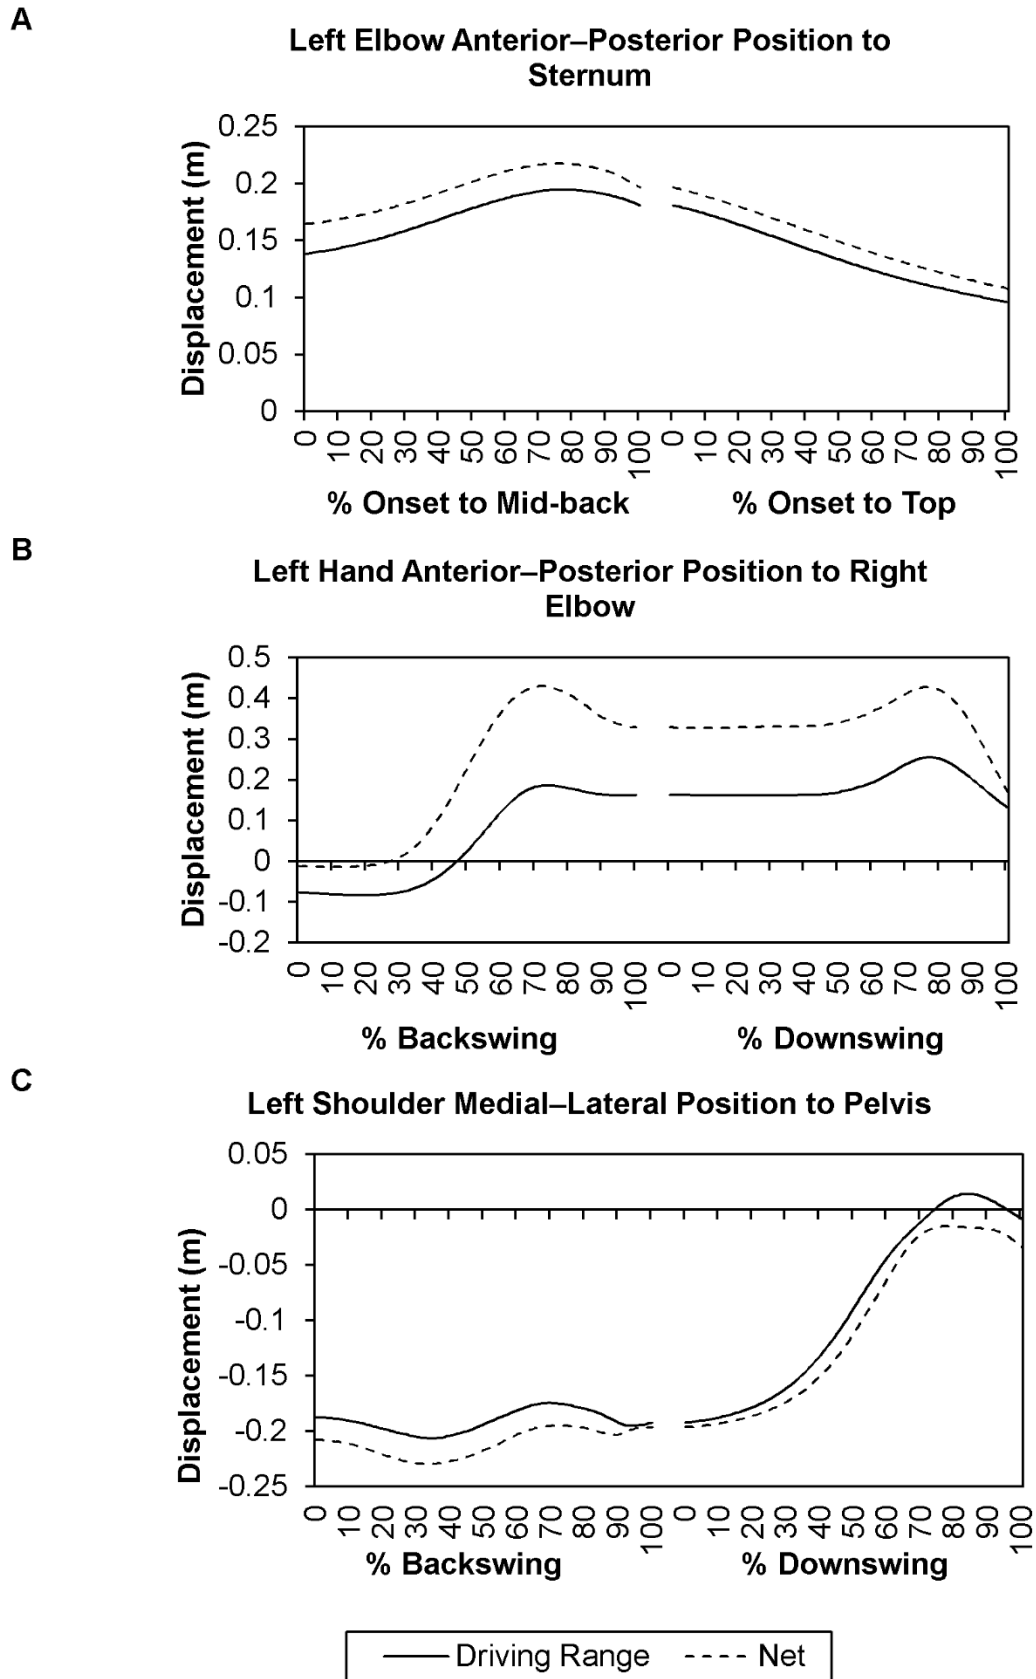 A
Left Elbow Anterior–Posterior Position to
Sternum
Displacement (m)
0.25
0.2
0.15
0.1
0.05
0
0 10 20 30 40 50 60 70 80 90 100 0 10 20 30 40 50 60 70 80 90 100
% Onset to Mid-back % Onset to Top
B
Left Hand Anterior–Posterior Position to Right
Elbow
Displacement (m)
0.5
0.4
0.3
0.2
0.1
0
-0.1
-0.2
0 10 20 30 40 50 60 70 80 90 100 0 10 20 30 40 50 60 70 80 90 100
% Backswing % Downswing
C
Left Shoulder Medial–Lateral Position to Pelvis
Displacement (m)
0.05
0
-0.05
-0.1
-0.15
-0.2
-0.25
0 10 20 30 40 50 60 70 80 90 100 0 10 20 30 40 50 60 70 80 90 100
% Backswing % Downswing
Driving Range Net